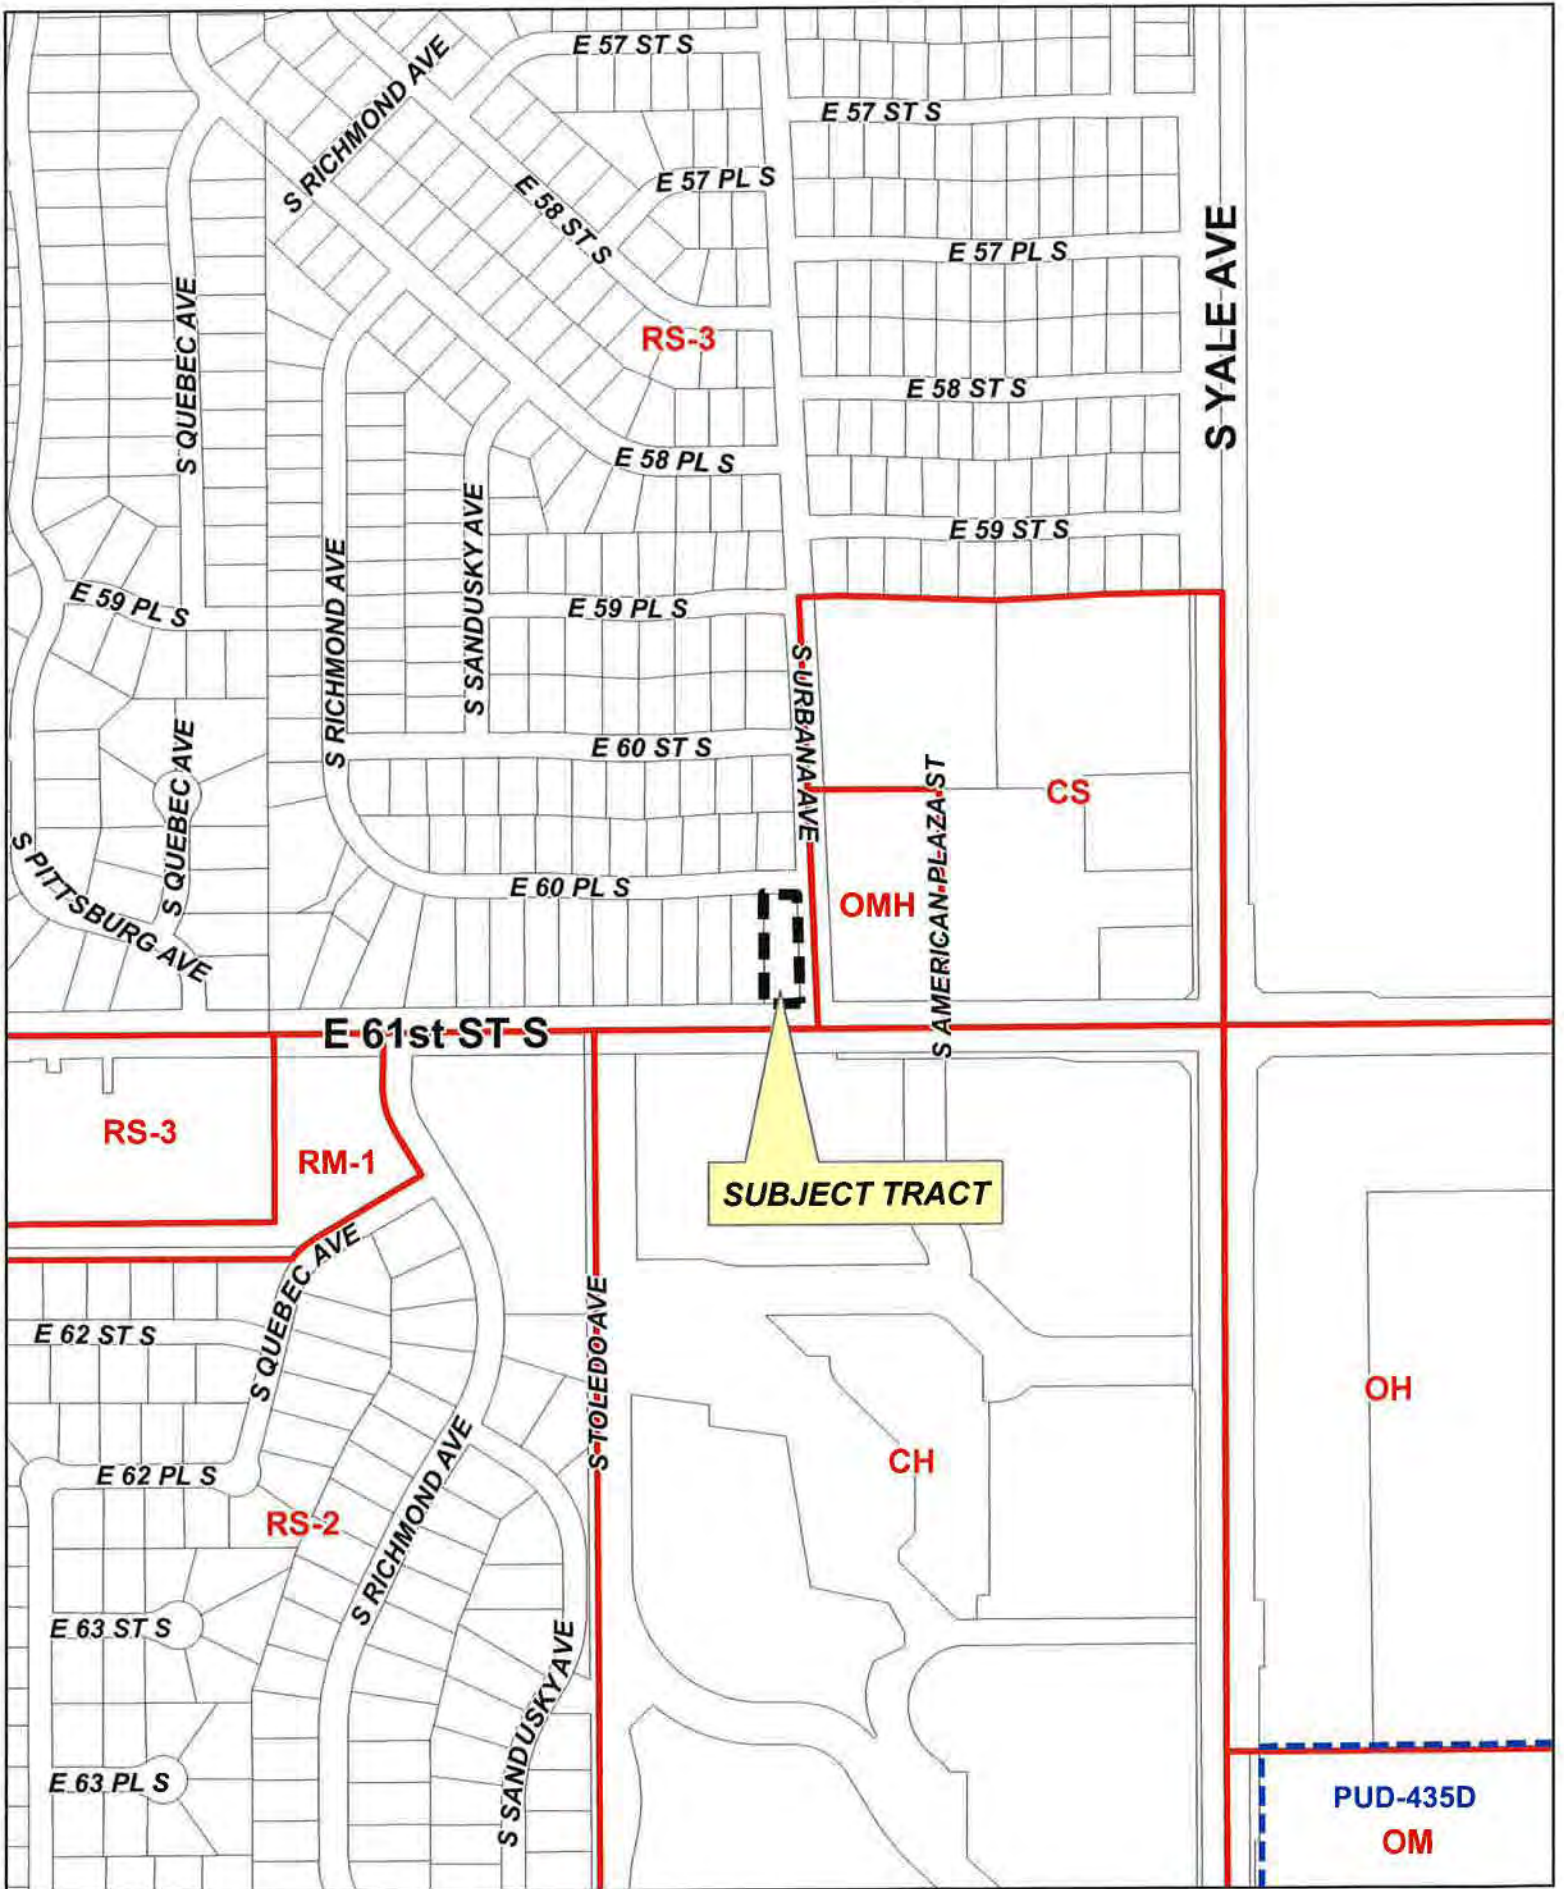 E 57 ST S
S RICHMOND AVE
E 57 ST S
E 57 PL S
E 58 ST S
S YALE AVE
E 57 PL S
S QUEBEC AVE
RS-3
E 58 ST S
E 58 PL S
S SANDUSKY AVE
E 59 ST S
S RICHMOND AVE
E 59 PL S
E 59 PL S
S URBANA AVE
S QUEBEC AVE
E 60 ST S
S AMERICAN PLAZA ST
CS
S PITTSBURG AVE
E 60 PL S
OMH
E 61st ST S
RS-3
RM-1
SUBJECT TRACT
S QUEBEC AVE
S TOLEDO AVE
E 62 ST S
OH
S RICHMOND AVE
CH
E 62 PL S
RS-2
E 63 ST S
S SANDUSKY AVE
E 63 PL S
PUD-435D
OM